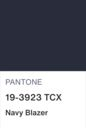 PANTONE
19-3923 TCX
Navy Blazer